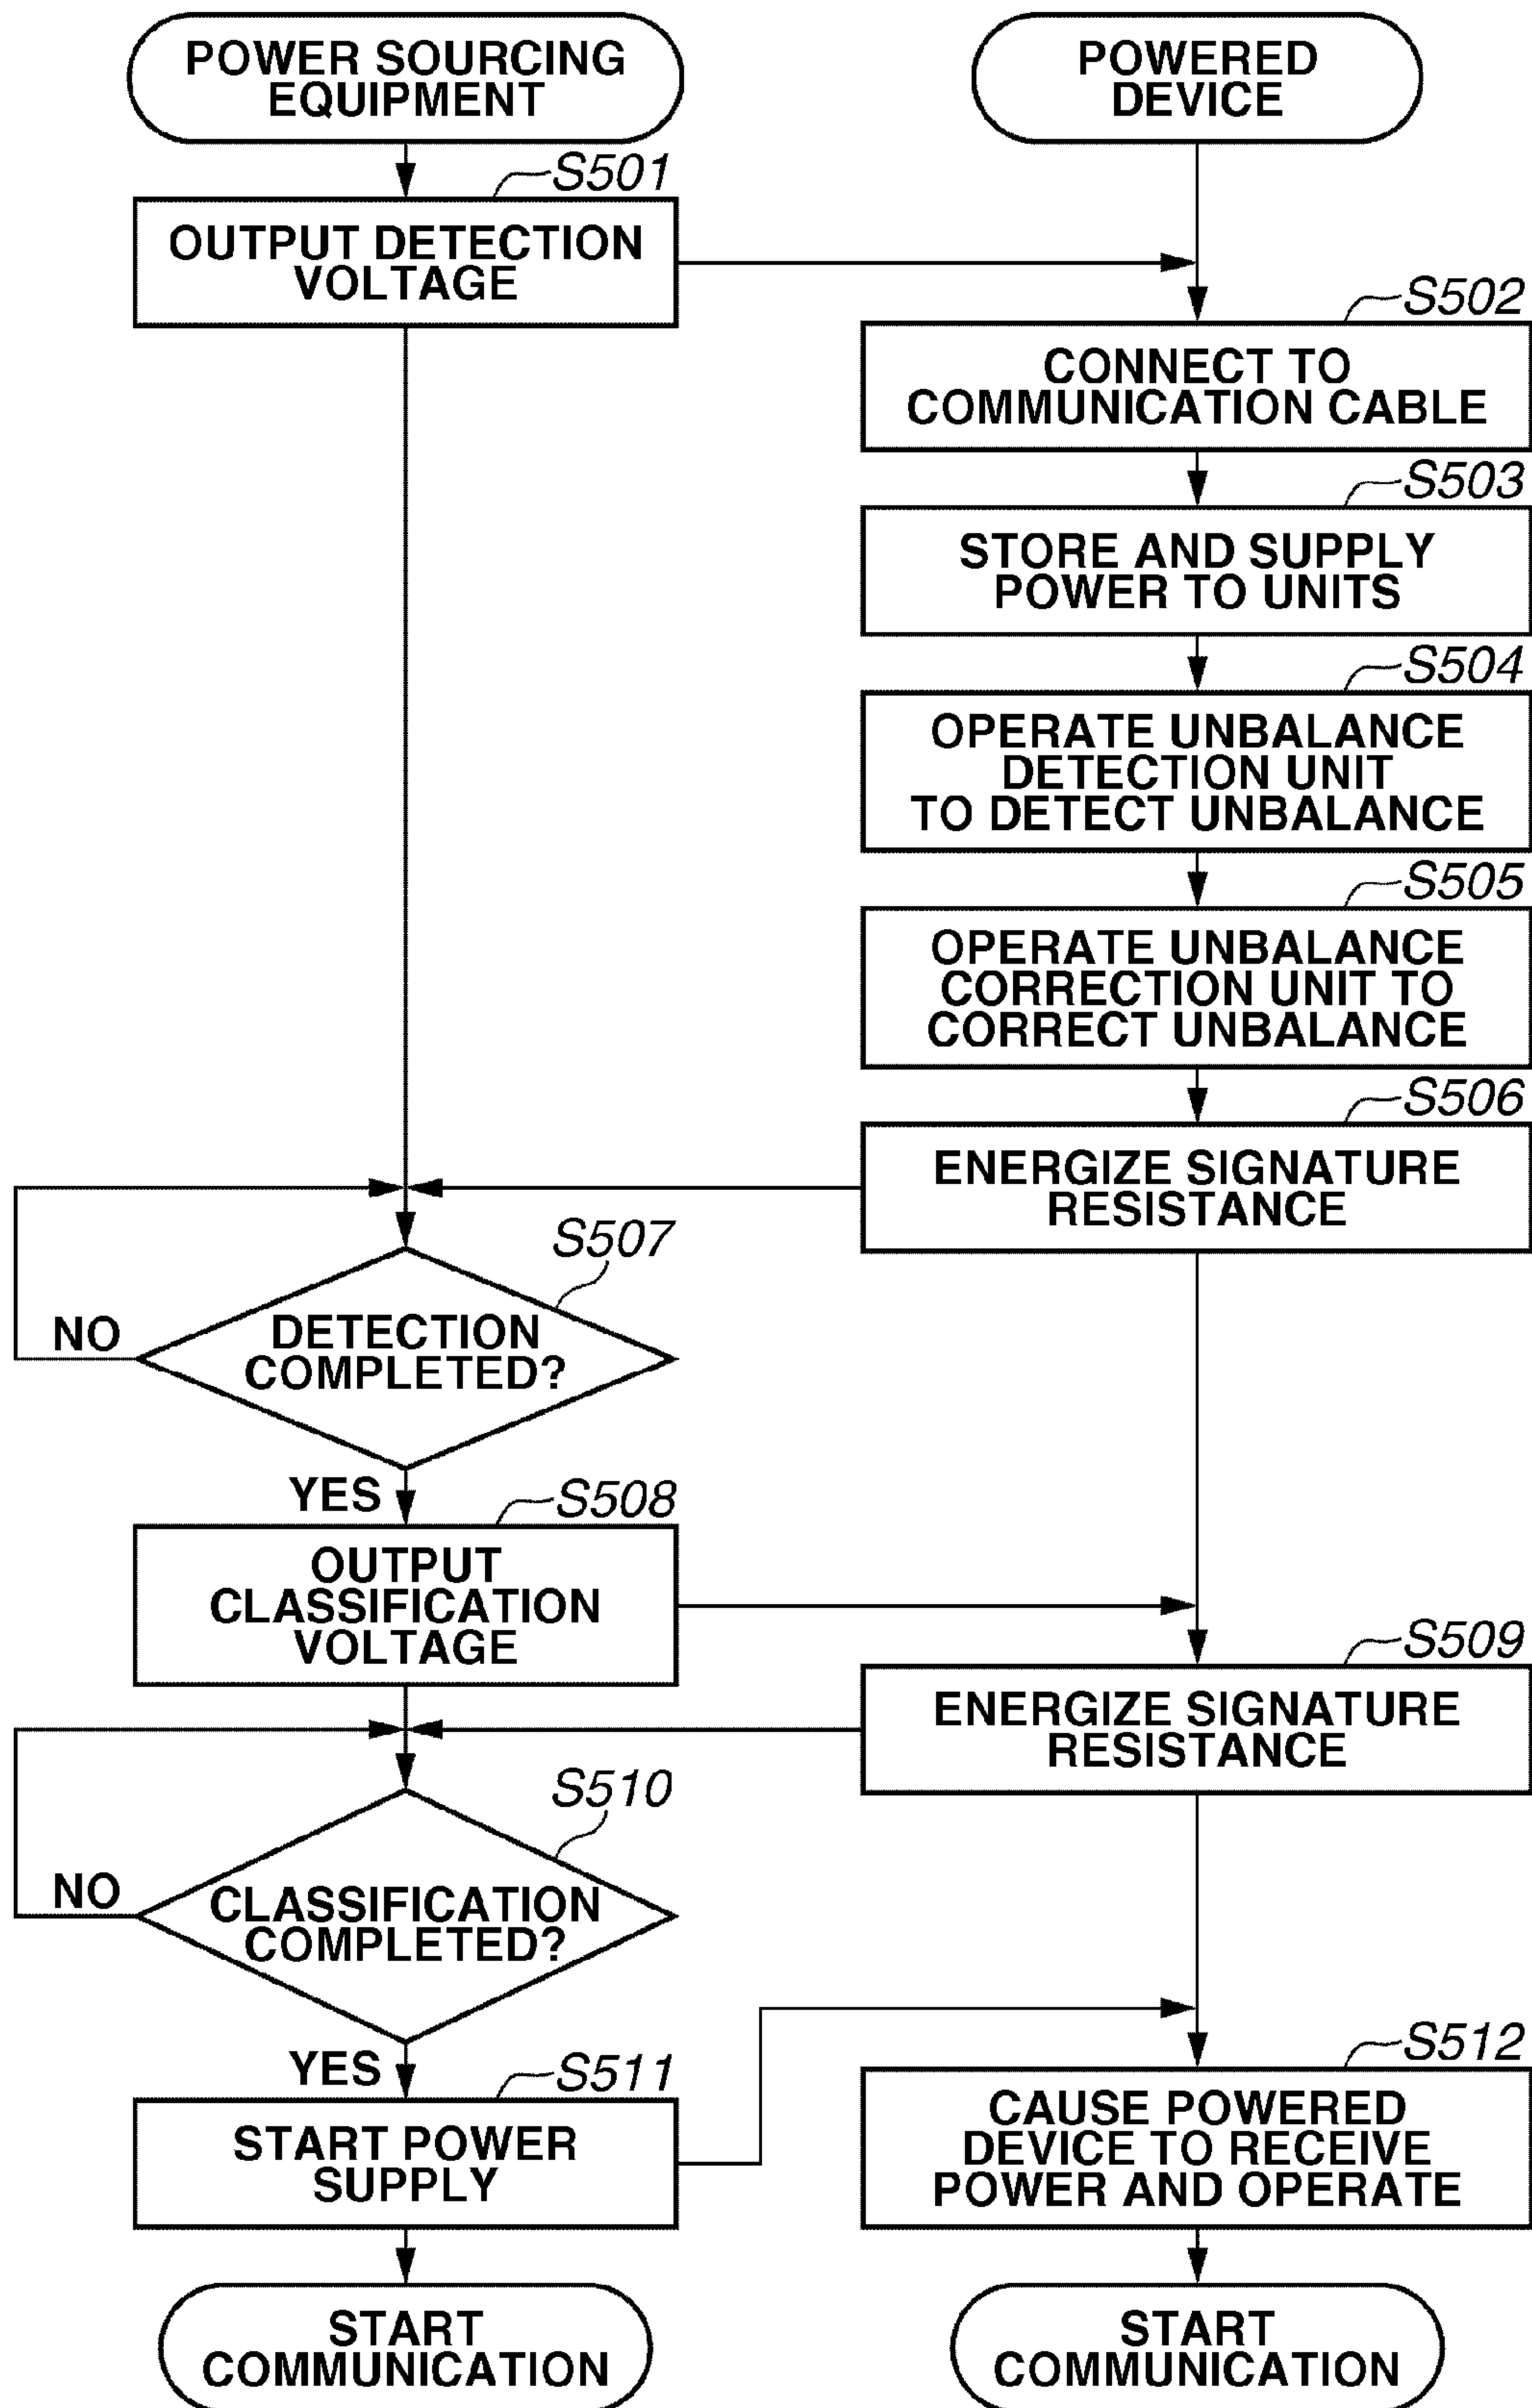 POWER SOURCING
EQUIPMENT
POWERED
DEVICE
S501
OUTPUT DETECTION
VOLTAGE
S502
CONNECT TO
COMMUNICATION CABLE
S503
STORE AND SUPPLY
POWER TO UNITS
S504
OPERATE UNBALANCE
DETECTION UNIT
TO DETECT UNBALANCE
S505
OPERATE UNBALANCE
CORRECTION UNIT TO
CORRECT UNBALANCE
S506
ENERGIZE SIGNATURE
RESISTANCE
S507
DETECTION
COMPLETED?
NO
YES
S508
OUTPUT
CLASSIFICATION
VOLTAGE
S509
ENERGIZE SIGNATURE
RESISTANCE
S510
CLASSIFICATION
COMPLETED?
NO
YES
S511
START POWER
SUPPLY
S512
CAUSE POWERED
DEVICE TO RECEIVE
POWER AND OPERATE
START
COMMUNICATION
START
COMMUNICATION